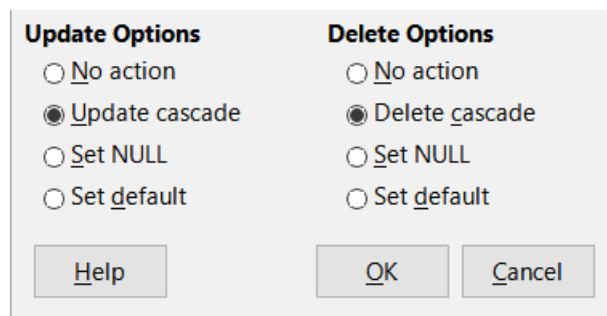 Update Options
No action
Update cascade
Set NULL
Set default
Delete Options
No action
Delete cascade
Set NULL
Set default
Help
OK
Cancel